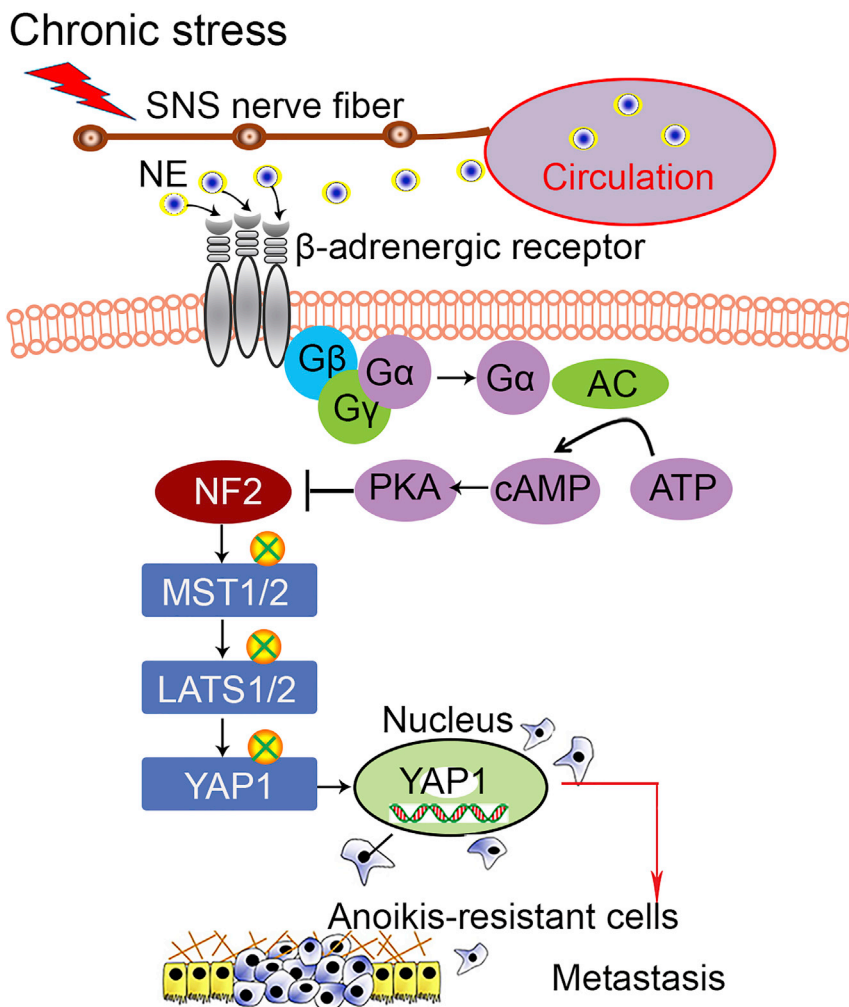 Chronic stress
SNS nerve fiber
NE
Circulation
β-adrenergic receptor
Gβ
Gα
Gγ
Gα
AC
NF2
PKA
cAMP
ATP
MST1/2
LATS1/2
YAP1
Nucleus
YAP1
Anoikis-resistant cells
Metastasis